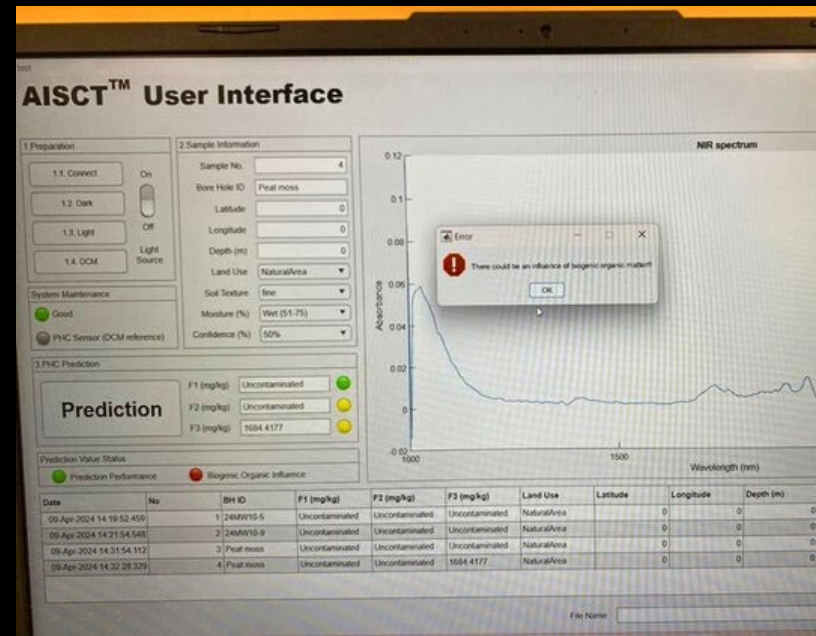 AISCT™ User Interface
1.Preparation
1.1. Connect
On
1.2. Dark
1.3. Light
Off
1.4. DCM
Light
Source
System Maintenance
Good
PHC Sensor (DCM reference)
2.Sample Information
Sample No. 4
Bore Hole ID Peat moss
Latitude 0
Longitude 0
Depth (m) 0
Land Use NaturalArea
Soil Texture fine
Moisture (%) Wet (51-75)
Confidence (%) 50%
3.PHC Prediction
Prediction
F1 (mg/kg) Uncontaminated
F2 (mg/kg) Uncontaminated
F3 (mg/kg) 1684.4177
Prediction Value Status
Prediction Performance
Biogenic Organic Influence
NIR spectrum
0.12
0.1
0.08
0.06
0.04
0.02
0
-0.02
Absorbance
1000
1500
Wavelength (nm)
Error
There could be an influence of biogenic organic matter!!
OK
Date No BH ID F1 (mg/kg) F2 (mg/kg) F3 (mg/kg) Land Use Latitude Longitude Depth (m)
09-Apr-2024 14:19:52.459 1 24MW10-5 Uncontaminated Uncontaminated Uncontaminated NaturalArea 0 0 0
09-Apr-2024 14:21:54.548 2 24MW10-9 Uncontaminated Uncontaminated Uncontaminated NaturalArea 0 0 0
09-Apr-2024 14:31:54.112 3 Peat moss Uncontaminated Uncontaminated Uncontaminated NaturalArea 0 0 0
09-Apr-2024 14:32:28.329 4 Peat moss Uncontaminated Uncontaminated 1684.4177 NaturalArea 0 0 0
File Name